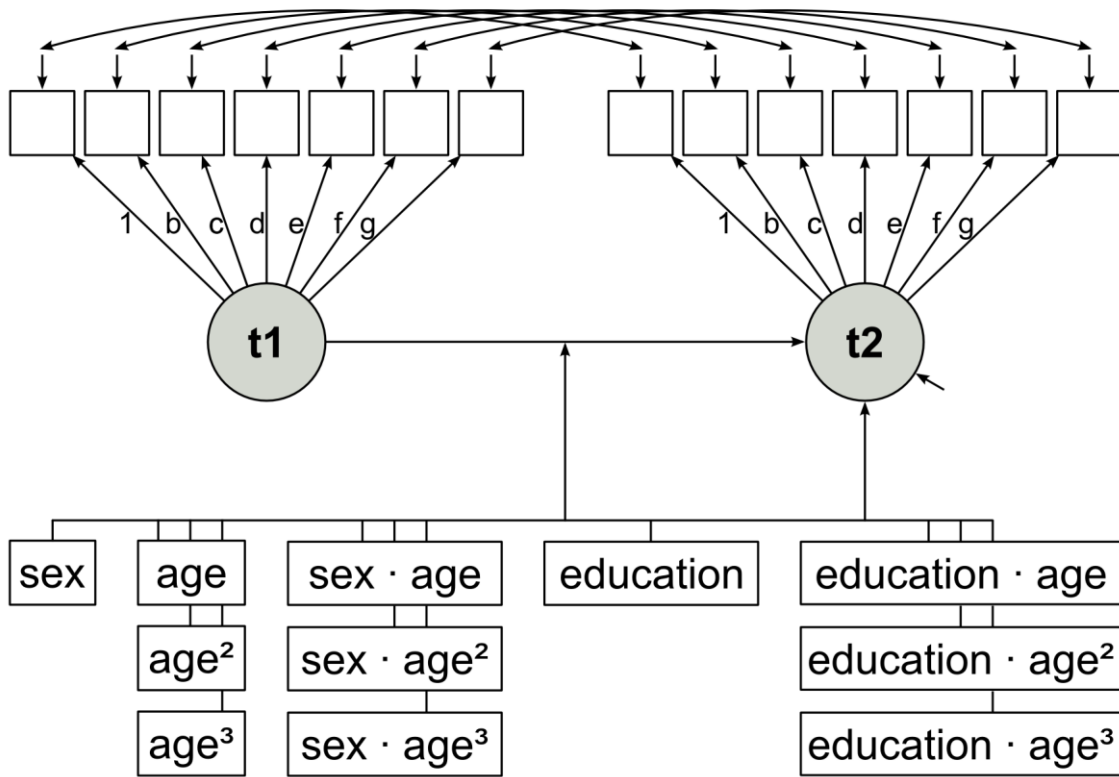 1 b c d e f g 1 b c d e f g
t1 t2
sex age sex · age education education · age
age² sex · age² education · age²
age³ sex · age³ education · age³